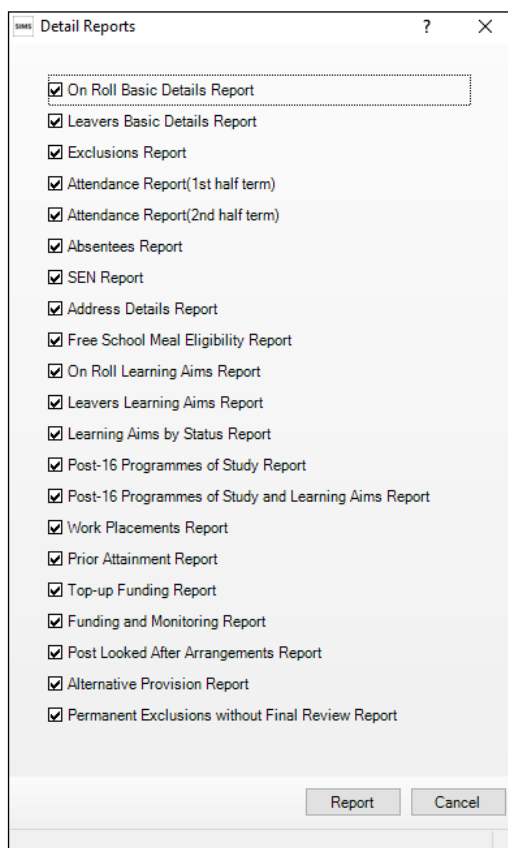 SIMS Detail Reports ? X
On Roll Basic Details Report
Leavers Basic Details Report
Exclusions Report
Attendance Report(1st half term)
Attendance Report(2nd half term)
Absentees Report
SEN Report
Address Details Report
Free School Meal Eligibility Report
On Roll Learning Aims Report
Leavers Learning Aims Report
Learning Aims by Status Report
Post-16 Programmes of Study Report
Post-16 Programmes of Study and Learning Aims Report
Work Placements Report
Prior Attainment Report
Top-up Funding Report
Funding and Monitoring Report
Post Looked After Arrangements Report
Alternative Provision Report
Permanent Exclusions without Final Review Report
Report Cancel